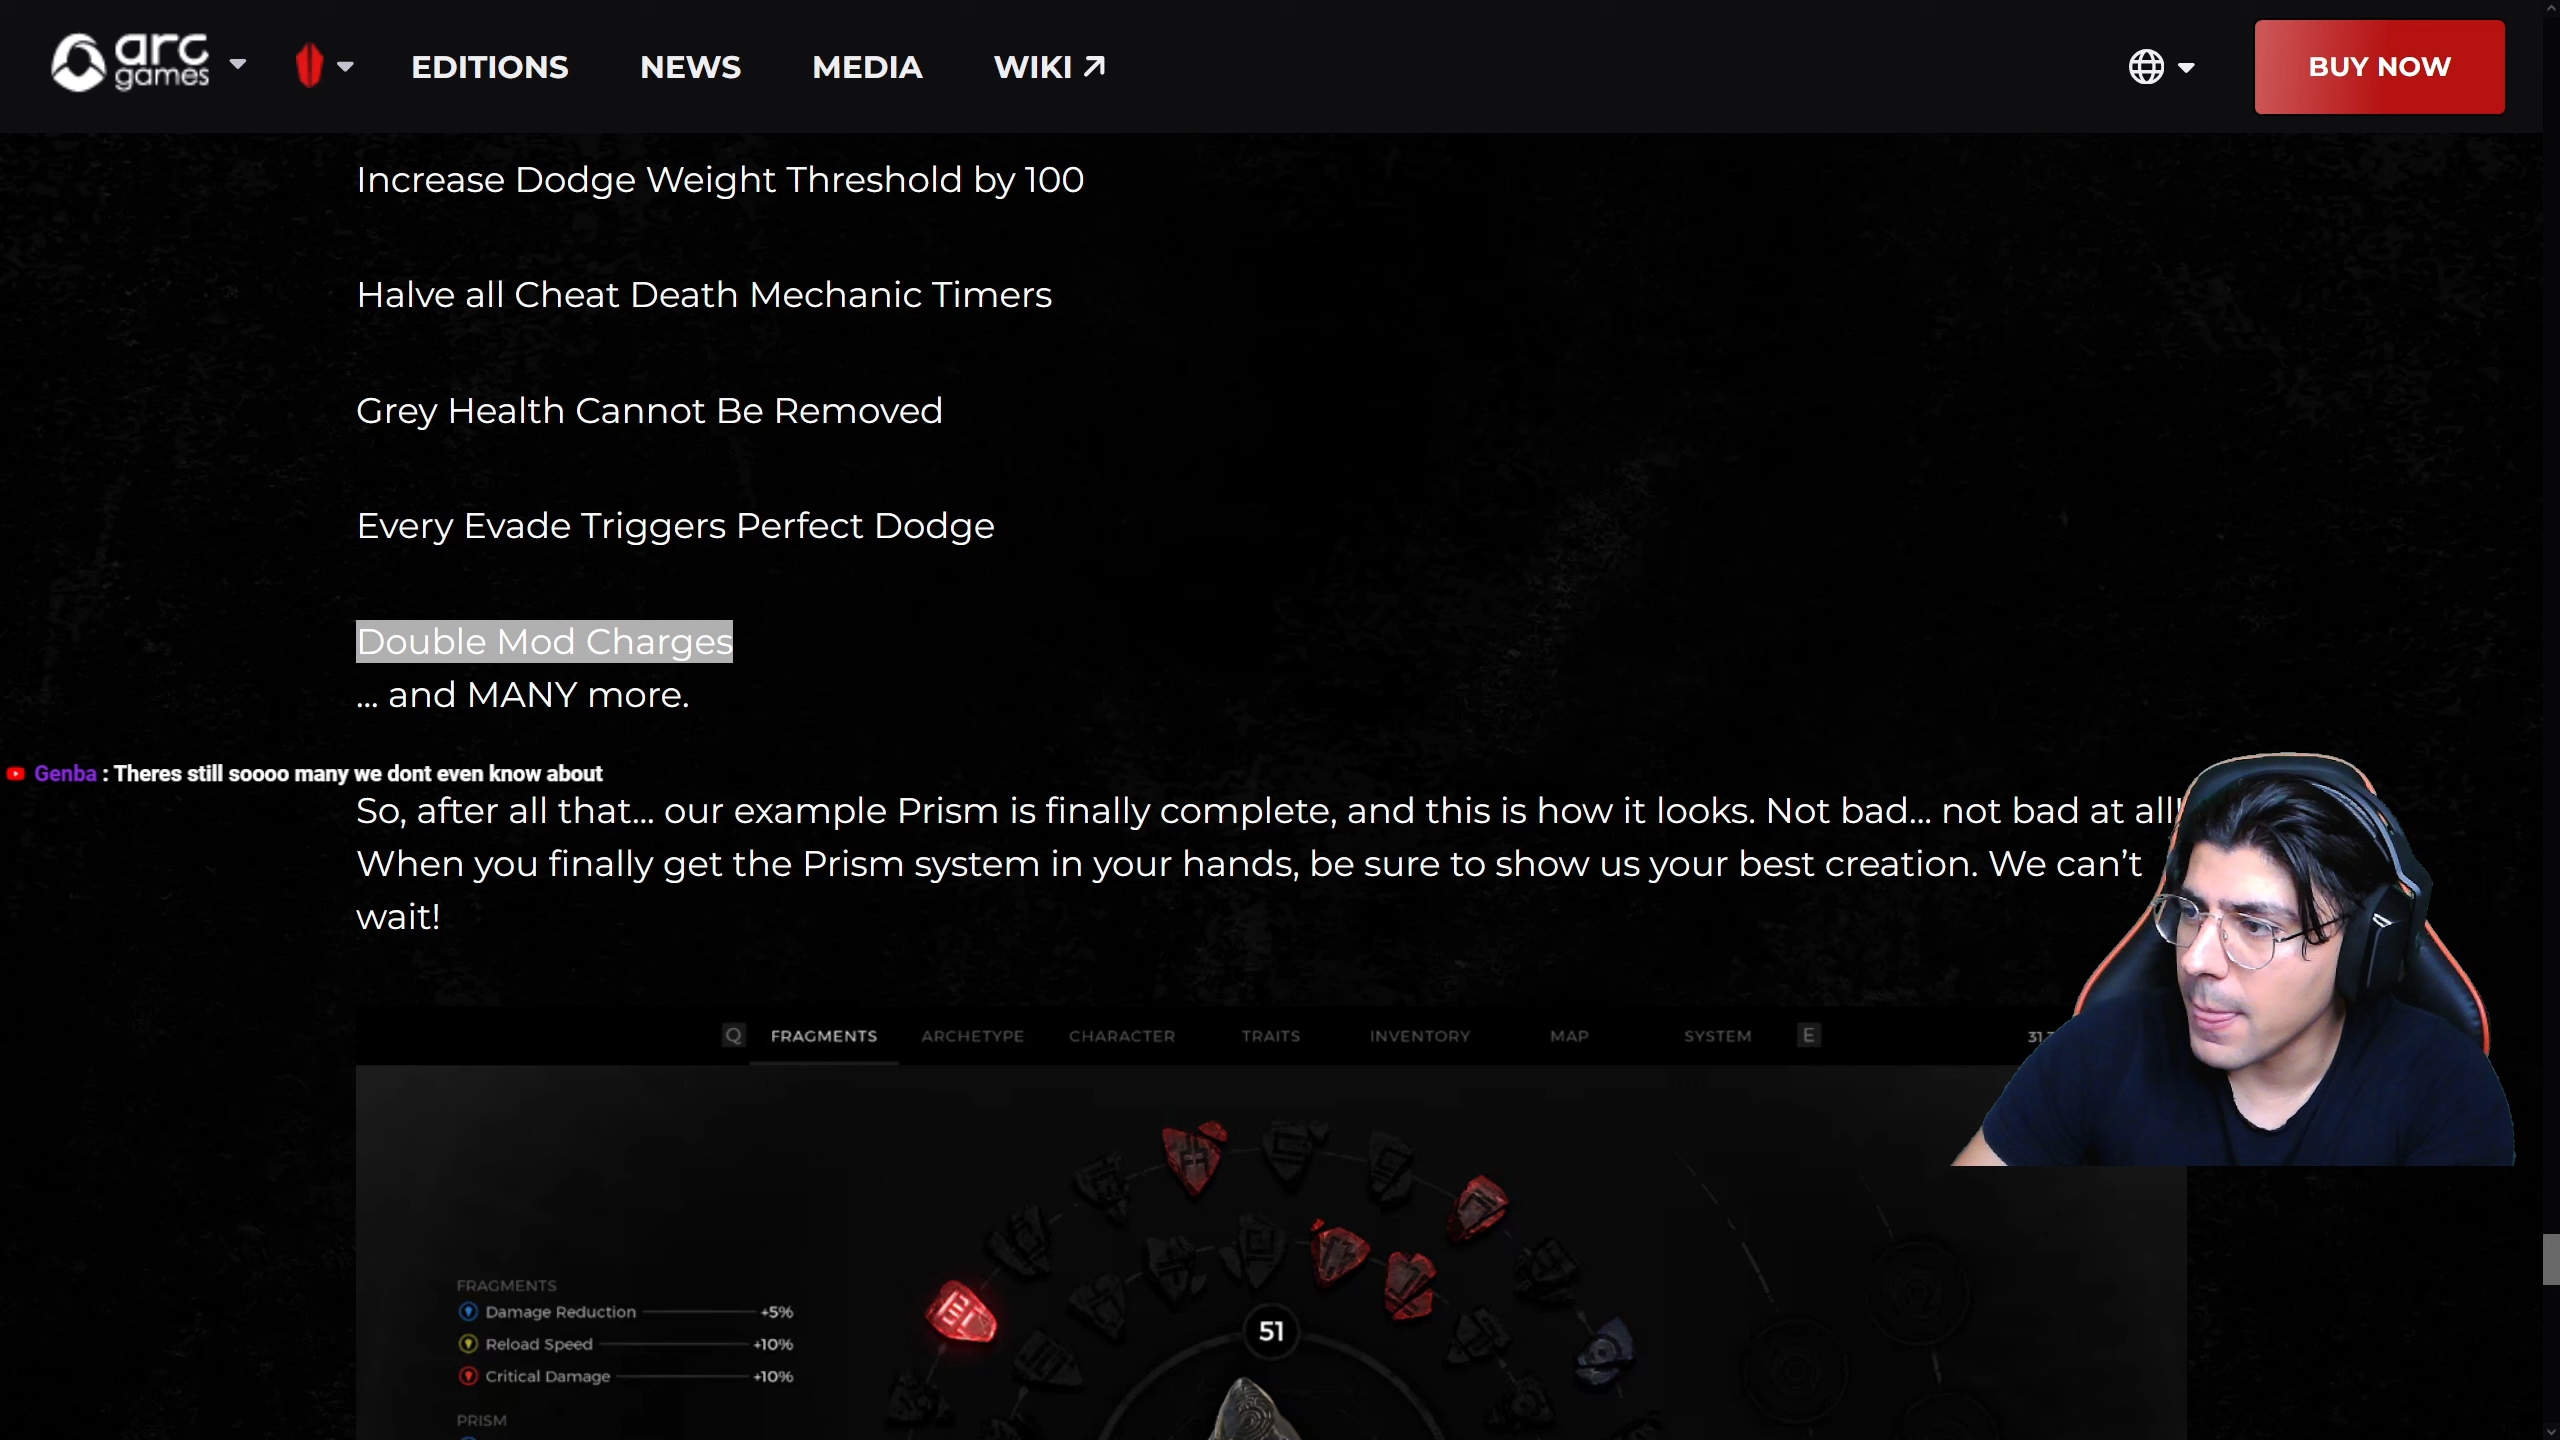 arc games
EDITIONS
NEWS
MEDIA
WIKI
BUY NOW
Increase Dodge Weight Threshold by 100
Halve all Cheat Death Mechanic Timers
Grey Health Cannot Be Removed
Every Evade Triggers Perfect Dodge
Double Mod Charges
... and MANY more.
Genba : Theres still soooo many we dont even know about
So, after all that... our example Prism is finally complete, and this is how it looks. Not bad... not bad at all!
When you finally get the Prism system in your hands, be sure to show us your best creation. We can’t
wait!
Q FRAGMENTS ARCHETYPE CHARACTER TRAITS INVENTORY MAP SYSTEM E
FRAGMENTS
Damage Reduction +5%
Reload Speed +10%
Critical Damage +10%
51
PRISM